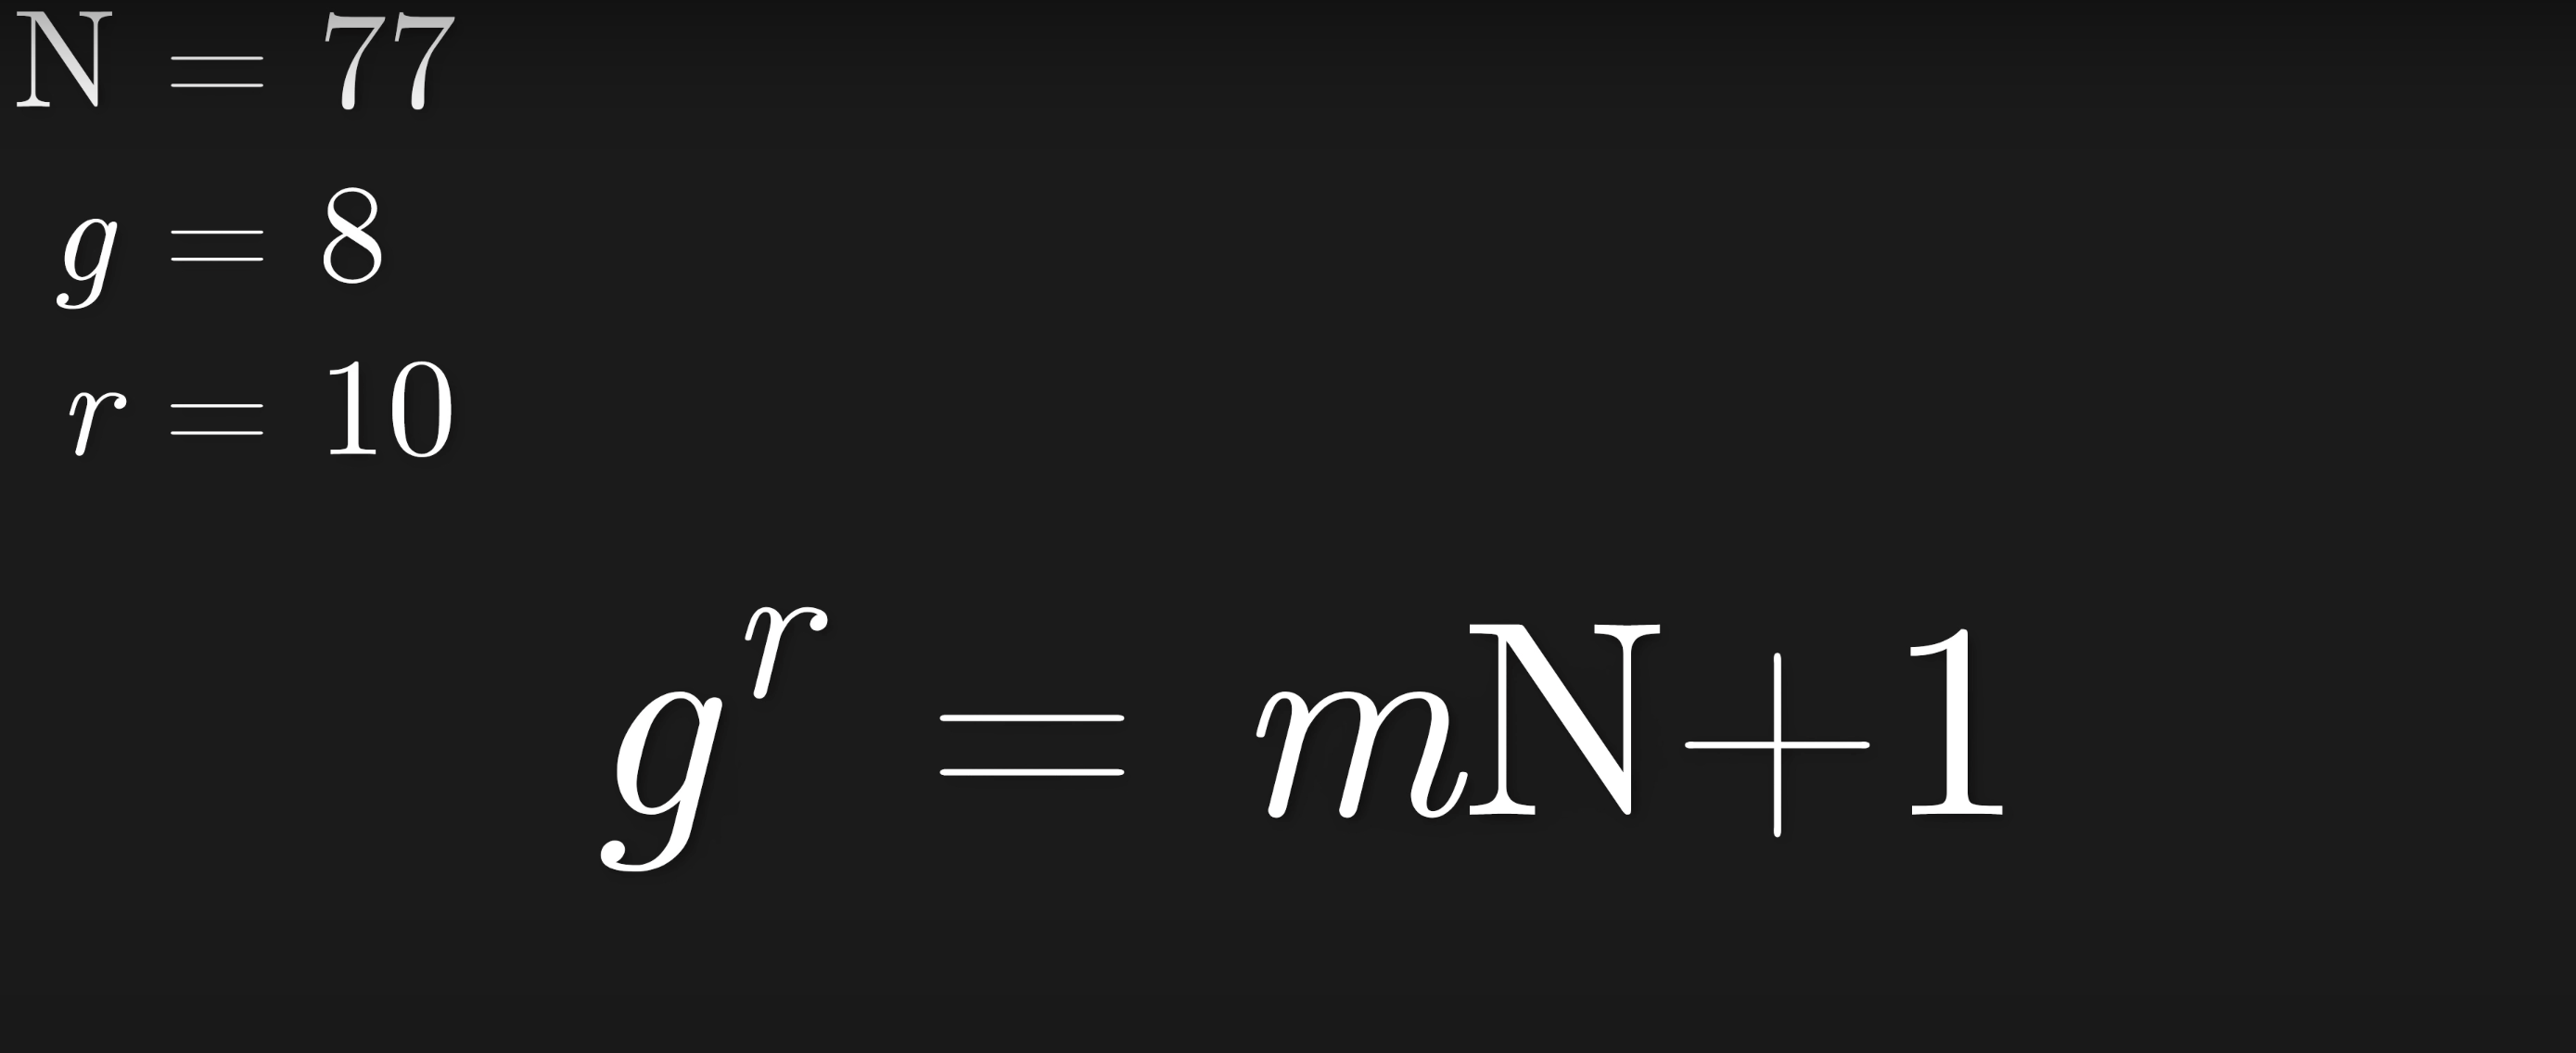 N = 77
g = 8
r = 10
g^r = mN+1